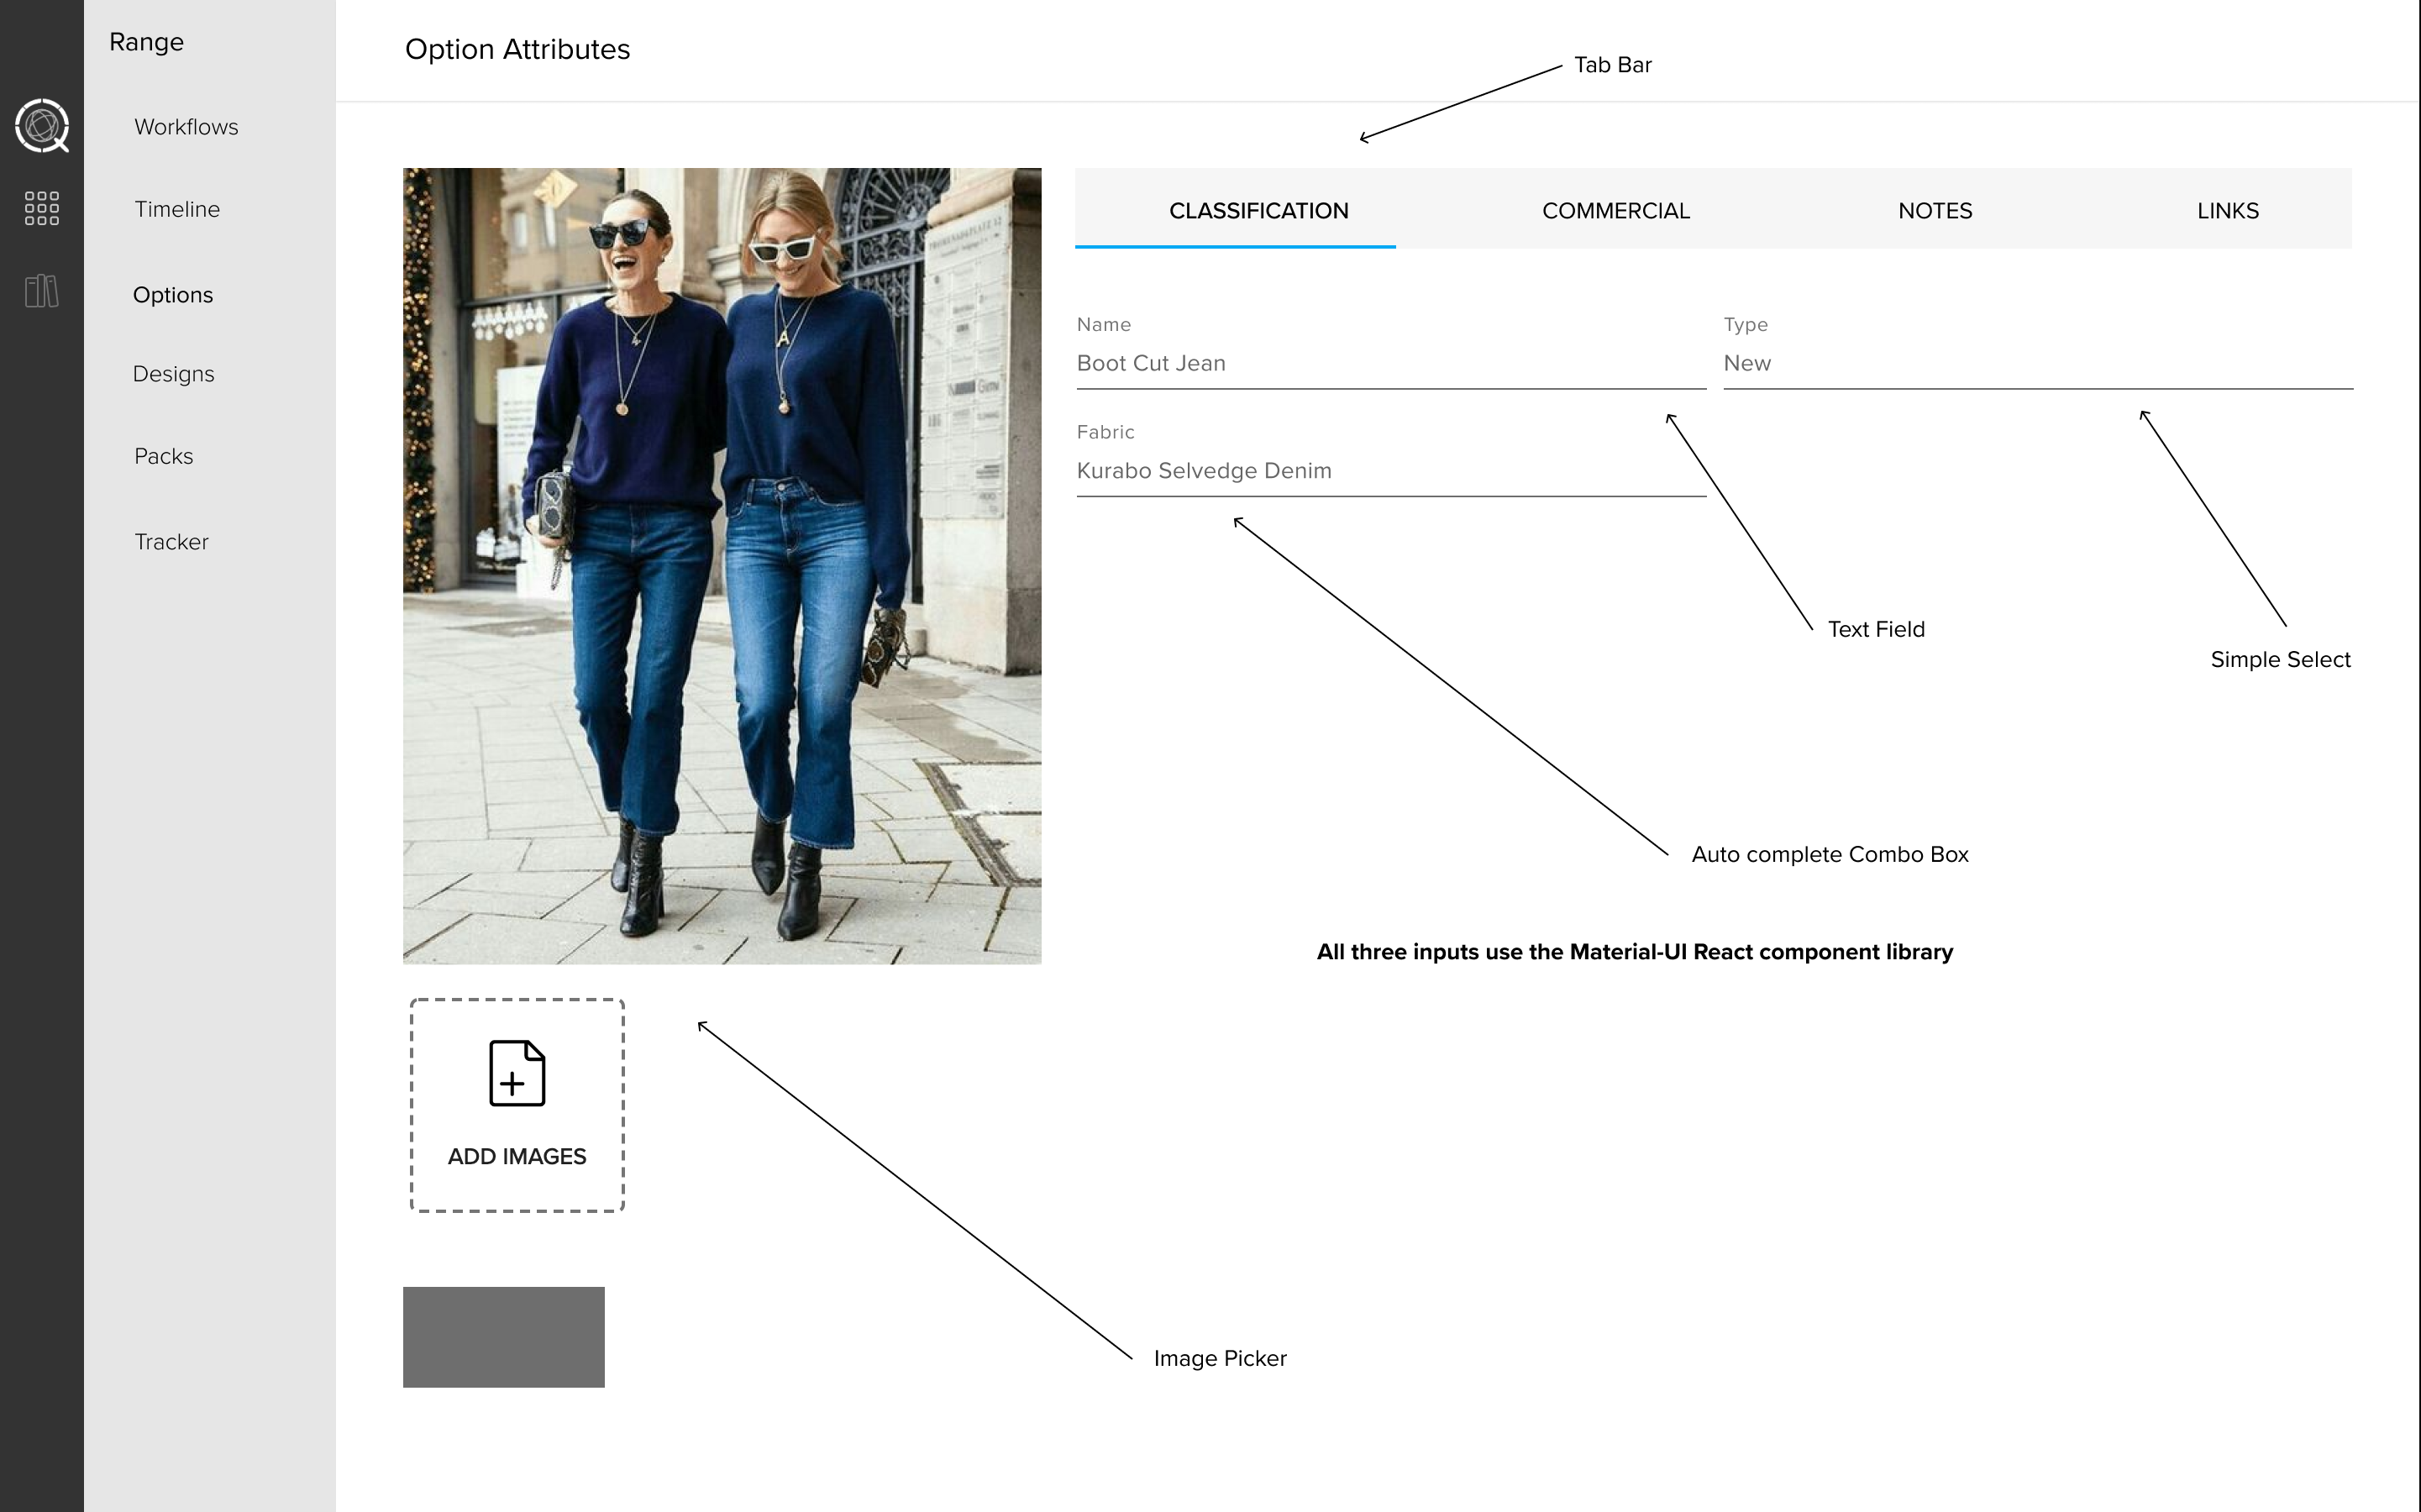 Range
Option Attributes
Tab Bar
Workflows
Timeline
Options
Designs
Packs
Tracker
CLASSIFICATION COMMERCIAL NOTES LINKS
Name Type
Boot Cut Jean New
Fabric
Kurabo Selvedge Denim
A
Text Field
Simple Select
Auto complete Combo Box
All three inputs use the Material-UI React component library
ADD IMAGES
Image Picker